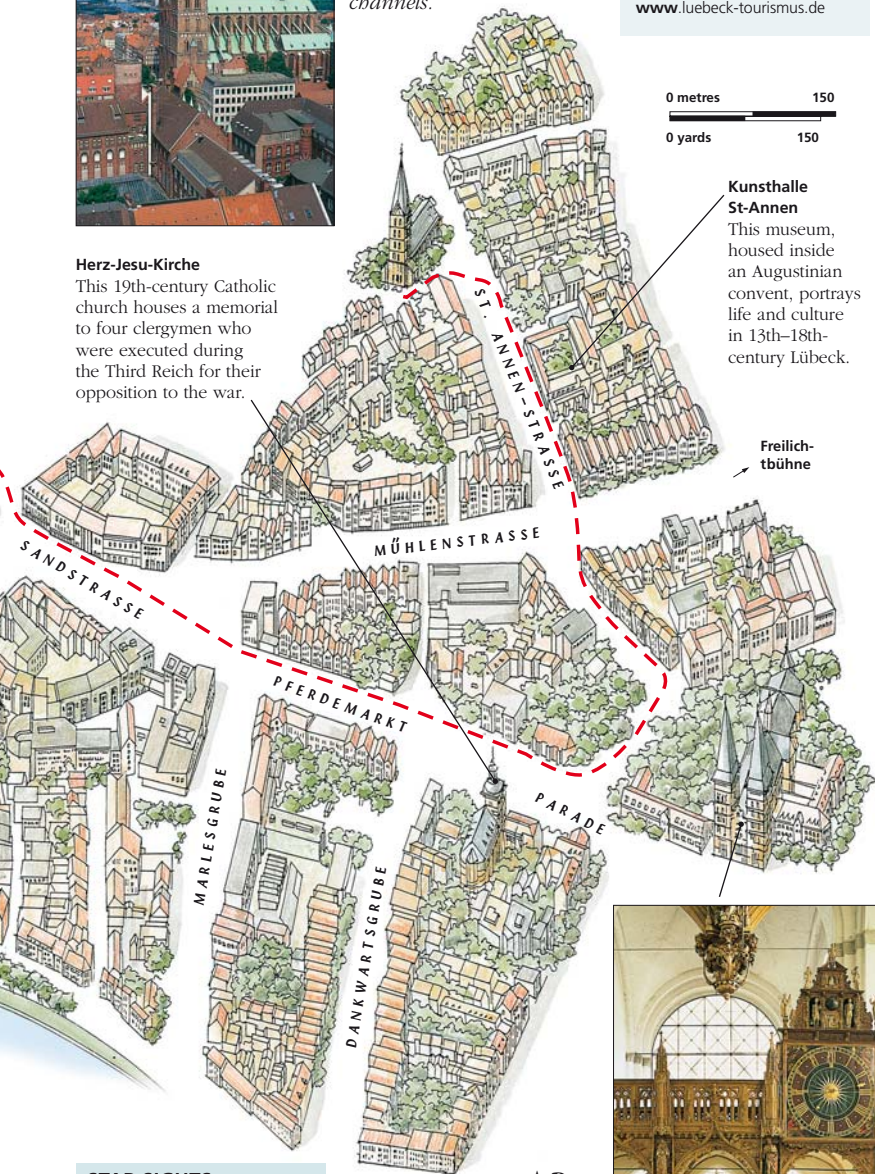 channels.
www.luebeck-tourismus.de
0 metres 150
0 yards 150
Kunsthalle
St-Annen
This museum,
housed inside
an Augustinian
convent, portrays
life and culture
in 13th–18th-
century Lübeck.
Herz-Jesu-Kirche
This 19th-century Catholic
church houses a memorial
to four clergymen who
were executed during
the Third Reich for their
opposition to the war.
ST. ANNEN-STRASSE
Freilich-
tbühne
MÜHLENSTRASSE
SANDSTRASSE
PFERDEMARKT
PARADE
MARLESGRUBE
DANKWARTSGRUBE
STAR SIGHTS